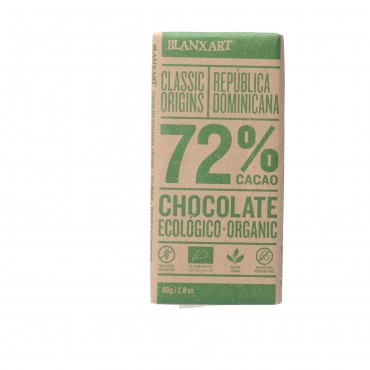 BLANXART
CLASSIC ORIGINS
REPÚBLICA DOMINICANA
72%
CACAO
CHOCOLATE
ECOLÓGICO·ORGANIC
80g / 2,8 oz